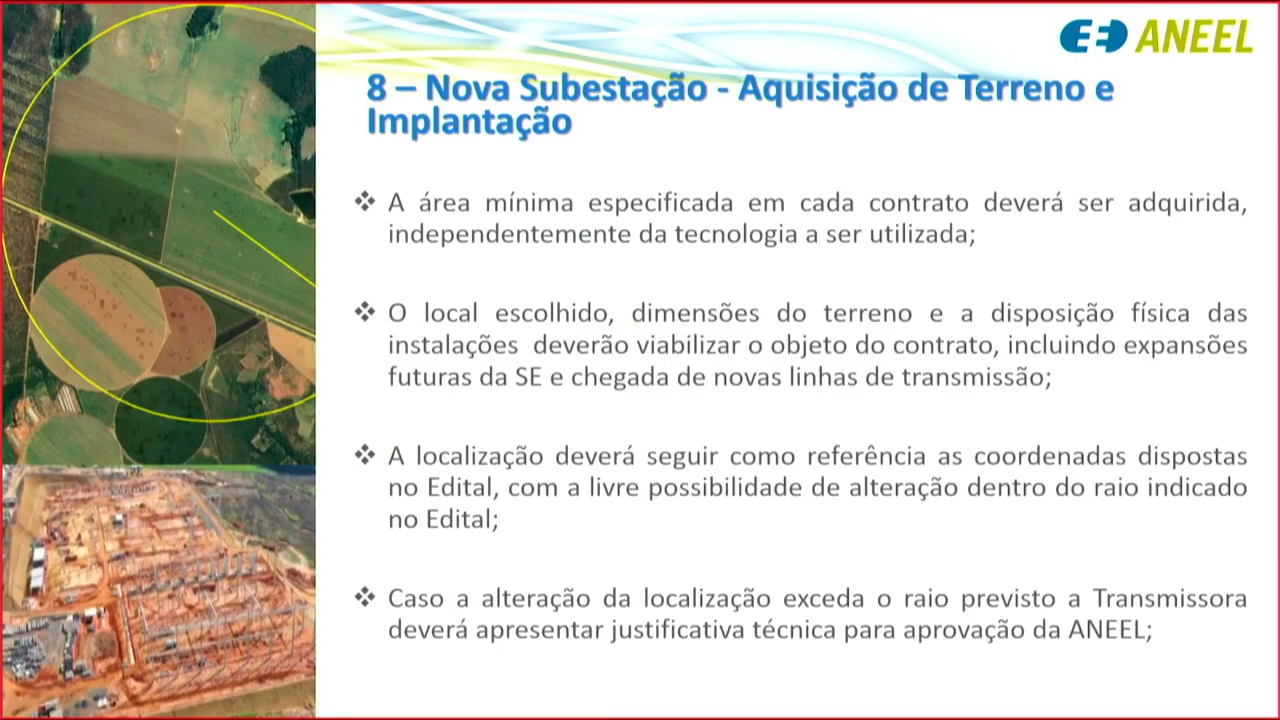 ANEEL
8 – Nova Subestação - Aquisição de Terreno e
Implantação
❖ A área mínima especificada em cada contrato deverá ser adquirida,
independentemente da tecnologia a ser utilizada;
❖ O local escolhido, dimensões do terreno e a disposição física das
instalações deverão viabilizar o objeto do contrato, incluindo expansões
futuras da SE e chegada de novas linhas de transmissão;
❖ A localização deverá seguir como referência as coordenadas dispostas
no Edital, com a livre possibilidade de alteração dentro do raio indicado
no Edital;
❖ Caso a alteração da localização exceda o raio previsto a Transmissora
deverá apresentar justificativa técnica para aprovação da ANEEL;